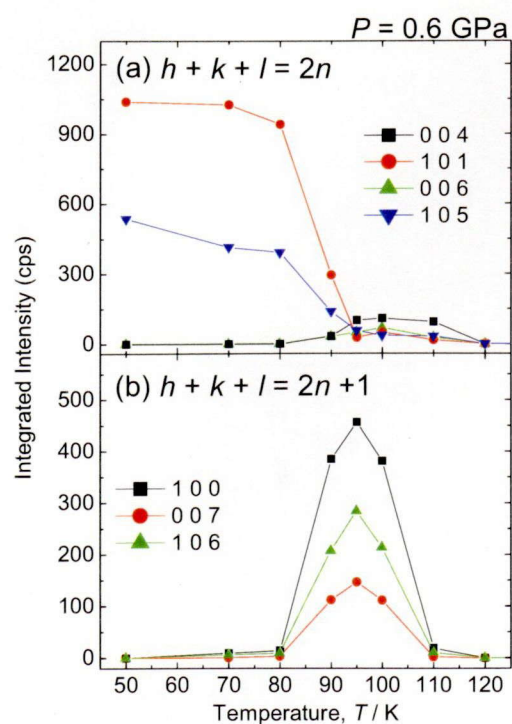 P = 0.6 GPa
(a) h + k + l = 2n
1200
900
600
300
0
0 0 4
1 0 1
0 0 6
1 0 5
Integrated Intensity (cps)
(b) h + k + l = 2n +1
500
400
300
200
100
0
1 0 0
0 0 7
1 0 6
50 60 70 80 90 100 110 120
Temperature, T / K